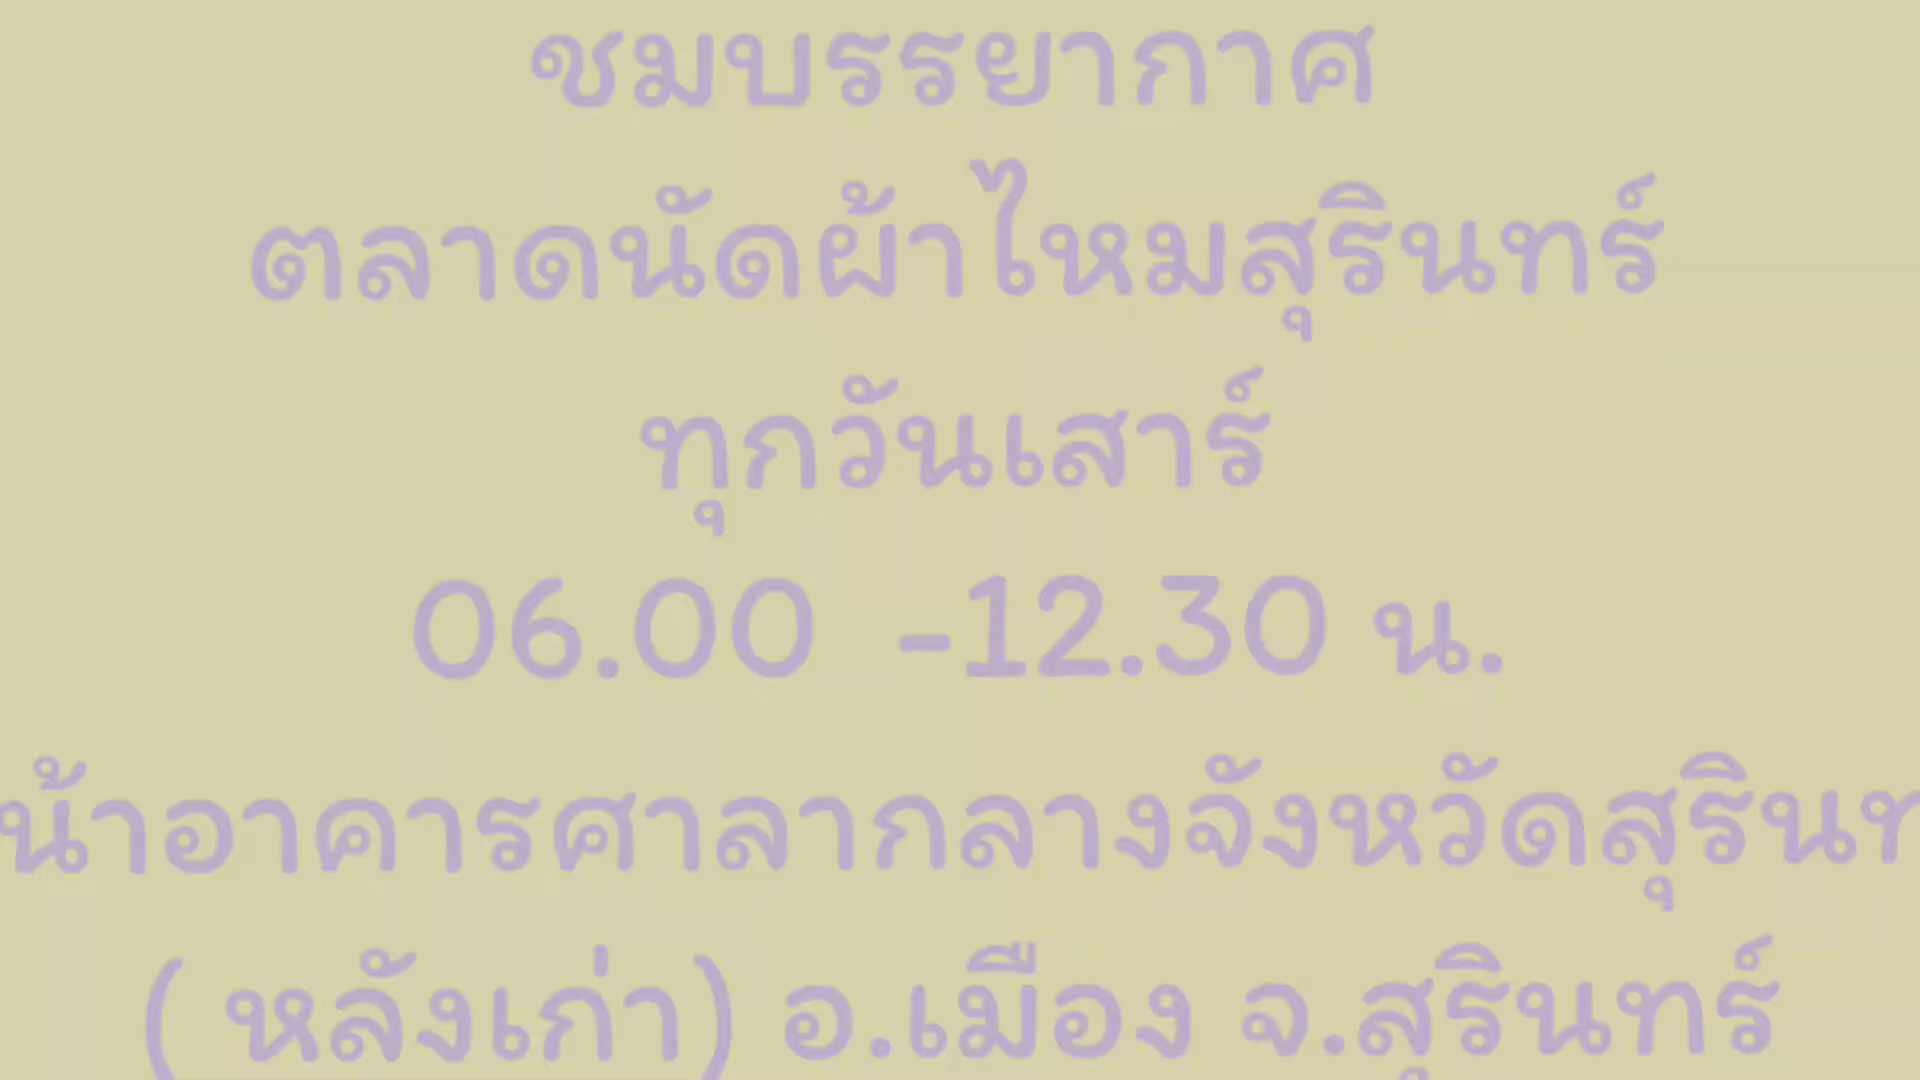 ชมบรรยากาศ
ตลาดนัดผ้าไหมสุรินทร์
ทุกวันเสาร์
06.00 -12.30 น.
น้าอาคารศาลากลางจังหวัดสุรินท
( หลังเก่า) อ.เมือง จ.สุรินทร์